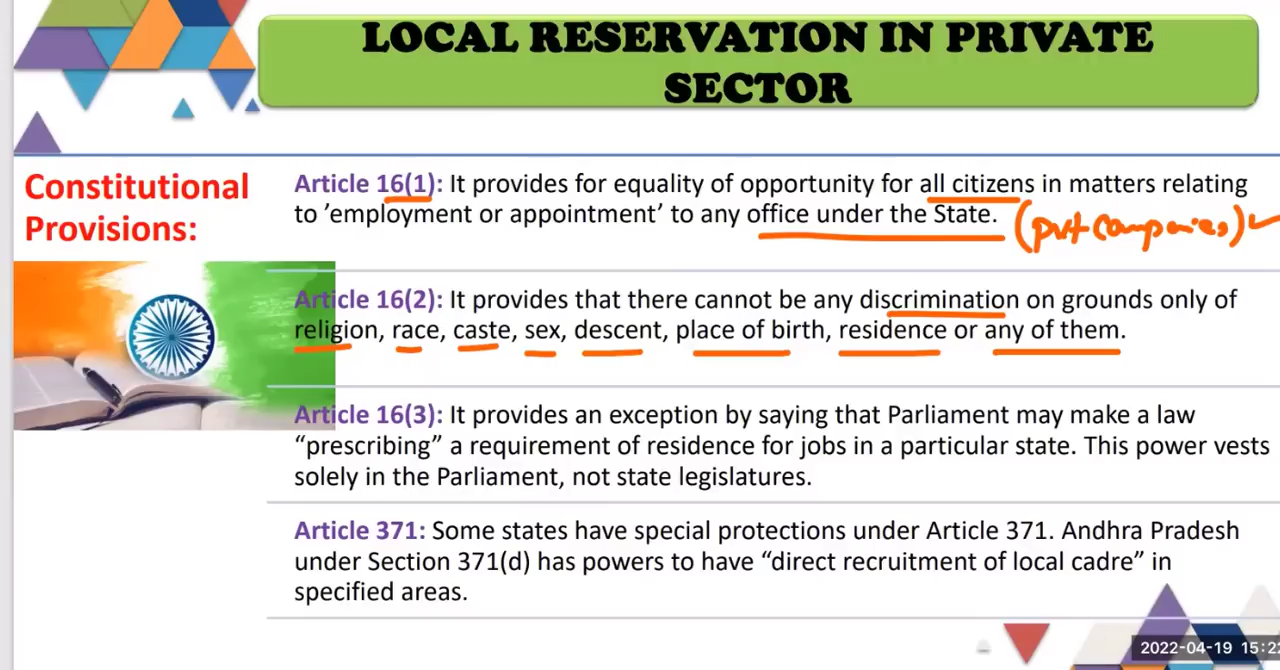 LOCAL RESERVATION IN PRIVATE
SECTOR
Constitutional
Provisions:
Article 16(1): It provides for equality of opportunity for all citizens in matters relating
to ’employment or appointment’ to any office under the State.
(pvt companies)
Article 16(2): It provides that there cannot be any discrimination on grounds only of
religion, race, caste, sex, descent, place of birth, residence or any of them.
Article 16(3): It provides an exception by saying that Parliament may make a law
“prescribing” a requirement of residence for jobs in a particular state. This power vests
solely in the Parliament, not state legislatures.
Article 371: Some states have special protections under Article 371. Andhra Pradesh
under Section 371(d) has powers to have “direct recruitment of local cadre” in
specified areas.
2022-04-19 15:22